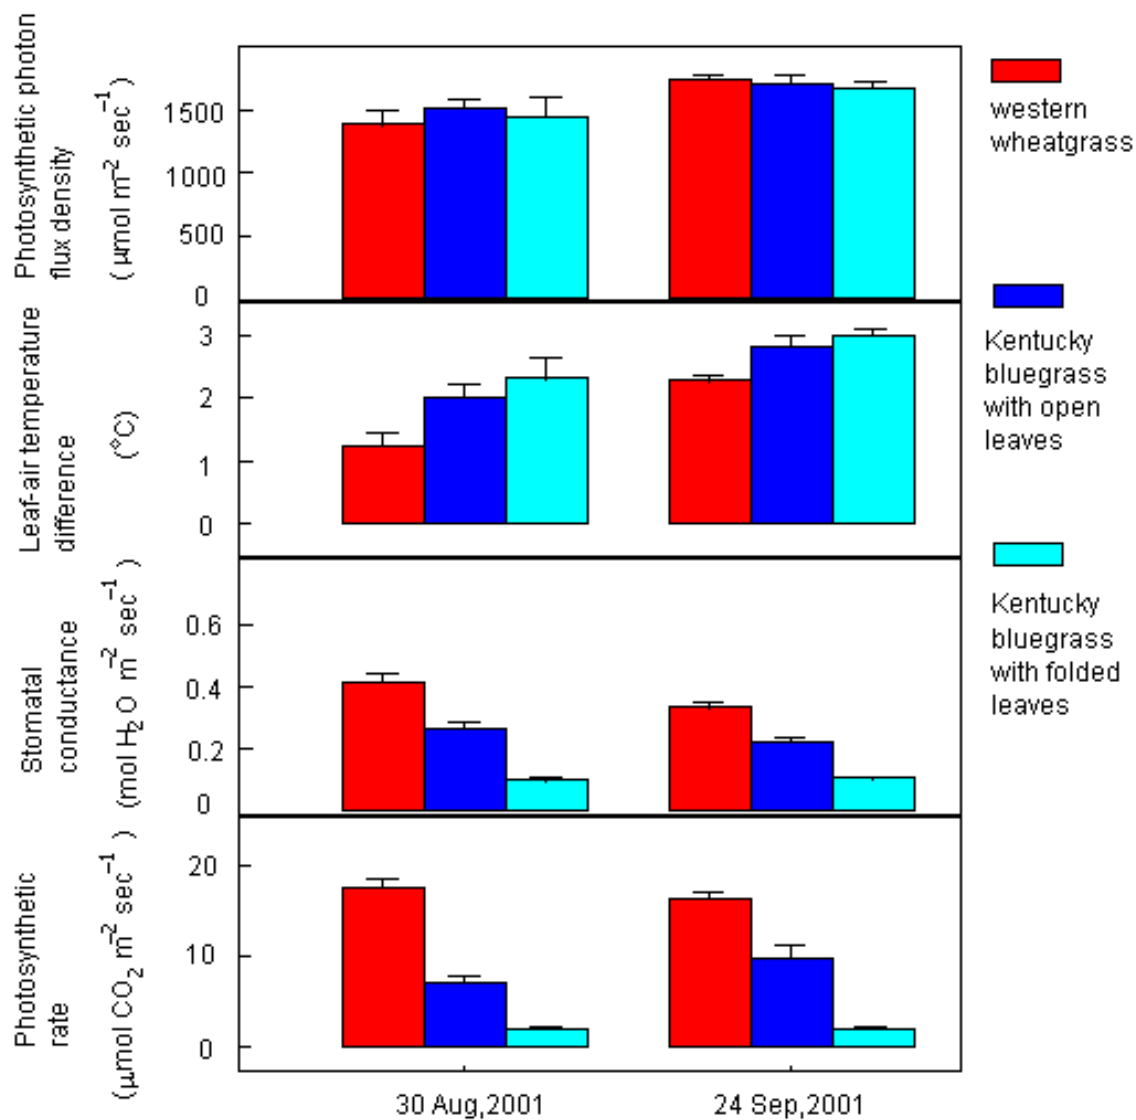 Photosynthetic photon
flux density
( μmol m⁻² sec⁻¹ )
1500
1000
500
0
Leaf-air temperature
difference
(°C)
3
2
1
0
Stomatal
conductance
(mol H₂O m⁻² sec⁻¹ )
0.6
0.4
0.2
0
Photosynthetic
rate
(μmol CO₂ m⁻² sec⁻¹ )
20
10
0
30 Aug,2001
24 Sep,2001
western
wheatgrass
Kentucky
bluegrass
with open
leaves
Kentucky
bluegrass
with folded
leaves